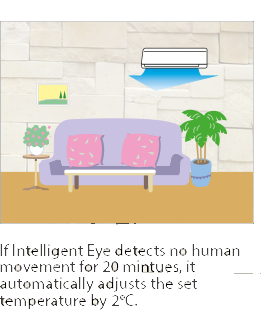 If Intelligent Eye detects no human
movement for 20 mintues, it
automatically adjusts the set
temperature by 2°C.